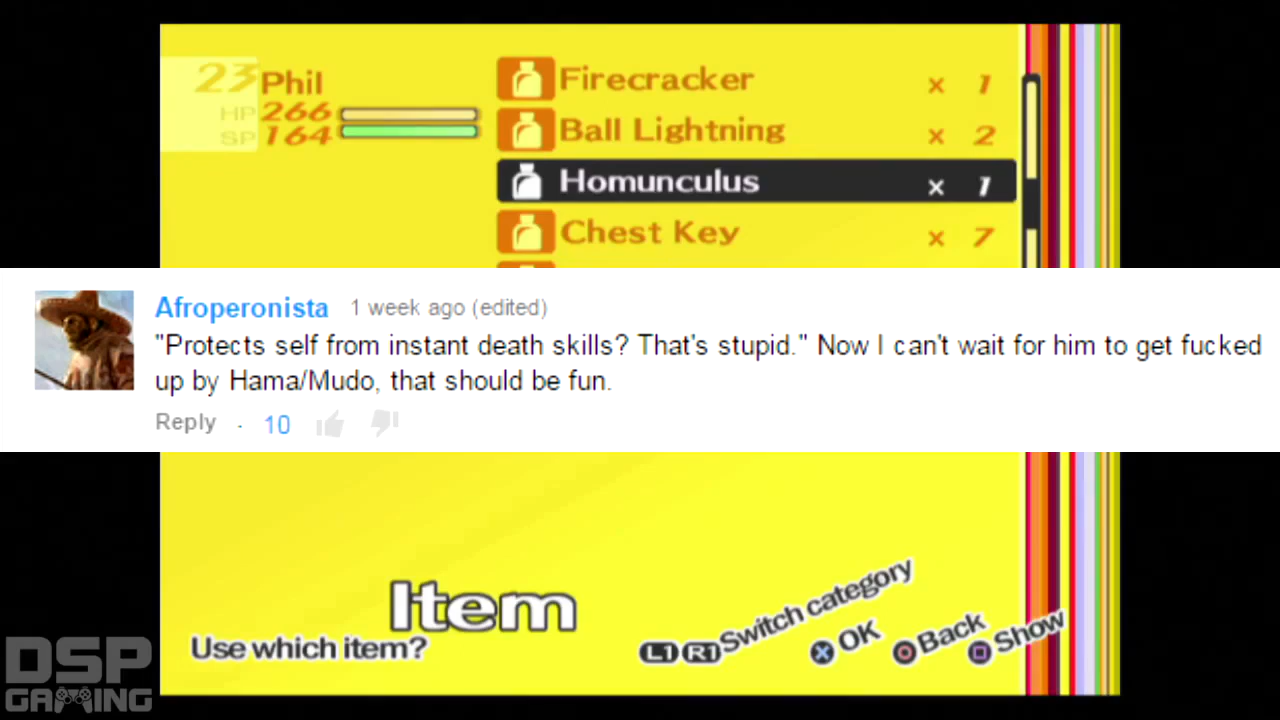 23 Phil
HP 266
SP 164
Firecracker x 1
Ball Lightning x 2
Homunculus x 1
Chest Key x 7
Afroperonista 1 week ago (edited)
"Protects self from instant death skills? That's stupid." Now I can't wait for him to get fucked
up by Hama/Mudo, that should be fun.
Reply . 10
Item
Use which item?
L1 R1 Switch category
OK
Back
Show
DSP
GAMING